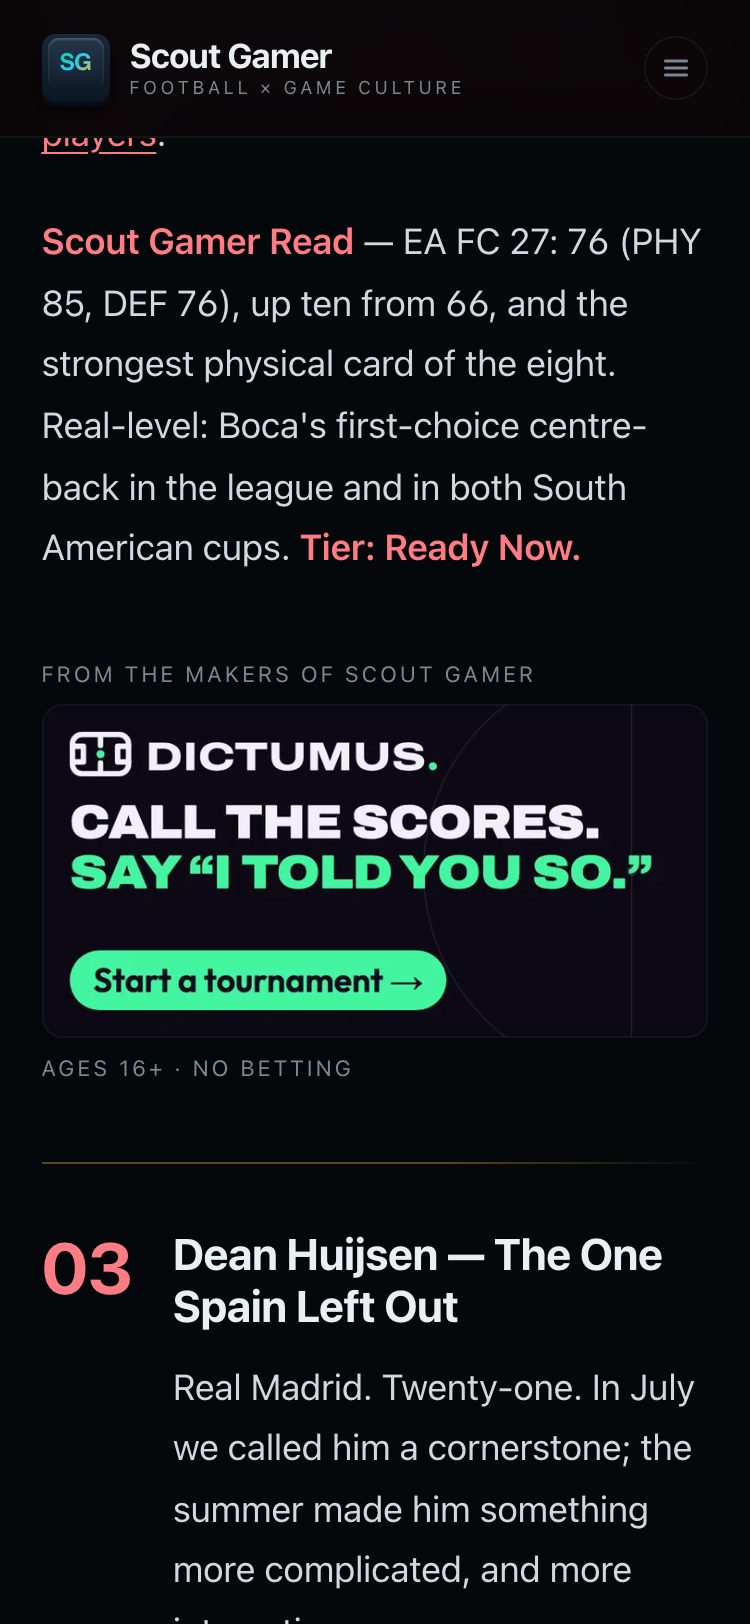 SG
Scout Gamer
FOOTBALL × GAME CULTURE
players.
Scout Gamer Read — EA FC 27: 76 (PHY
85, DEF 76), up ten from 66, and the
strongest physical card of the eight.
Real-level: Boca's first-choice centre-
back in the league and in both South
American cups. Tier: Ready Now.
FROM THE MAKERS OF SCOUT GAMER
DICTUMUS.
CALL THE SCORES.
SAY “I TOLD YOU SO.”
Start a tournament →
AGES 16+ · NO BETTING
03
Dean Huijsen — The One
Spain Left Out
Real Madrid. Twenty-one. In July
we called him a cornerstone; the
summer made him something
more complicated, and more